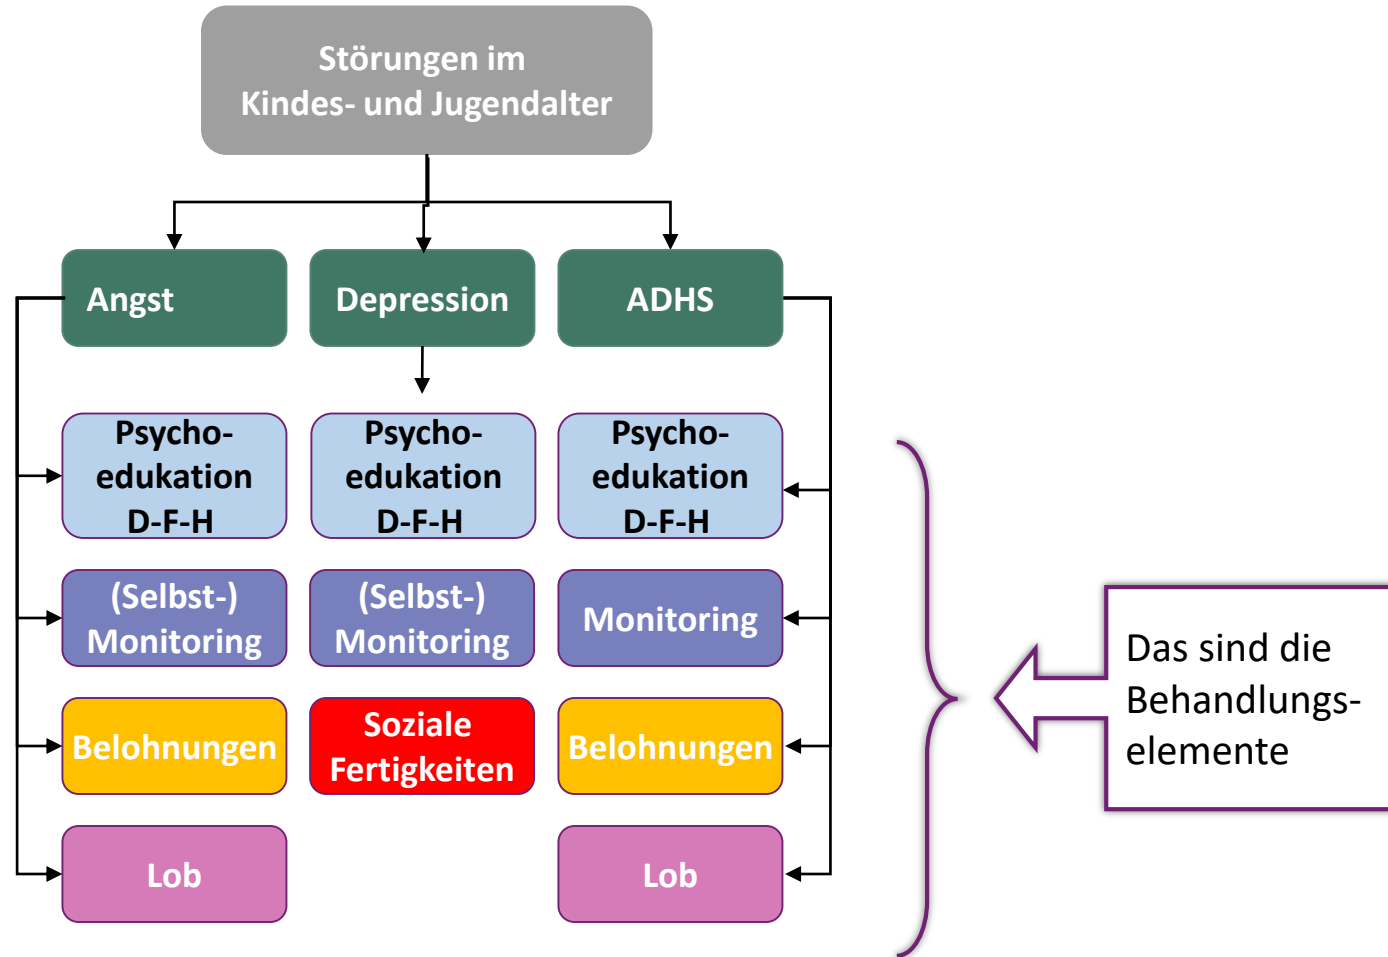 Störungen im
Kindes- und Jugendalter
Angst
Depression
ADHS
Psycho-
edukation
D-F-H
Psycho-
edukation
D-F-H
Psycho-
edukation
D-F-H
(Selbst-)
Monitoring
(Selbst-)
Monitoring
Monitoring
Belohnungen
Soziale
Fertigkeiten
Belohnungen
Lob
Lob
Das sind die
Behandlungs-
elemente